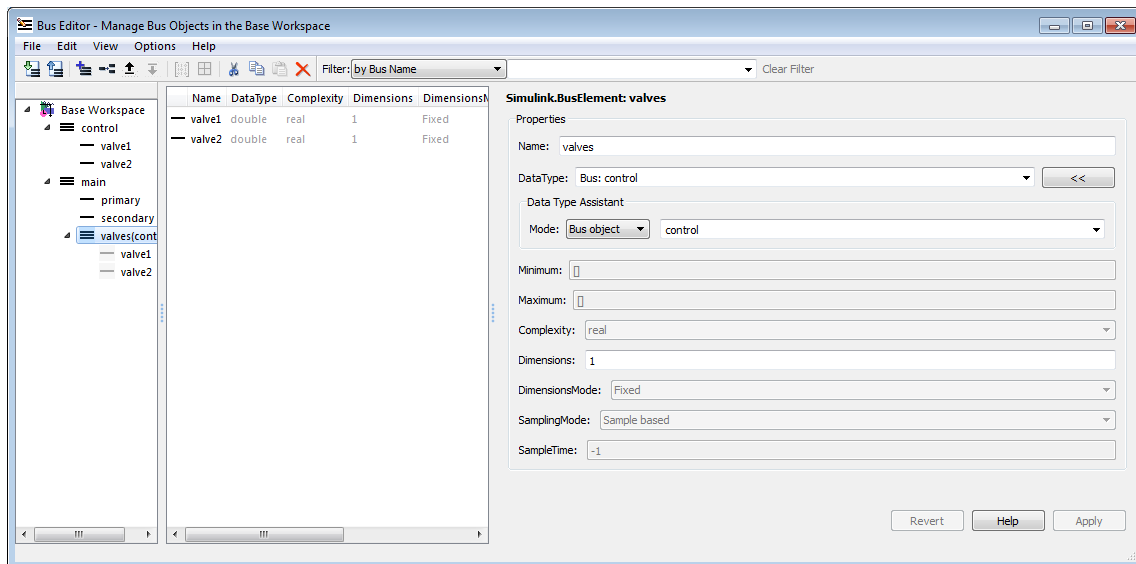 Bus Editor - Manage Bus Objects in the Base Workspace
File Edit View Options Help
Filter: by Bus Name Clear Filter
Base Workspace
control
valve1
valve2
main
primary
secondary
valves(cont
valve1
valve2
Name DataType Complexity Dimensions DimensionsM
valve1 double real 1 Fixed
valve2 double real 1 Fixed
Simulink.BusElement: valves
Properties
Name: valves
DataType: Bus: control <<
Data Type Assistant
Mode: Bus object control
Minimum: []
Maximum: []
Complexity: real
Dimensions: 1
DimensionsMode: Fixed
SamplingMode: Sample based
SampleTime: -1
Revert Help Apply